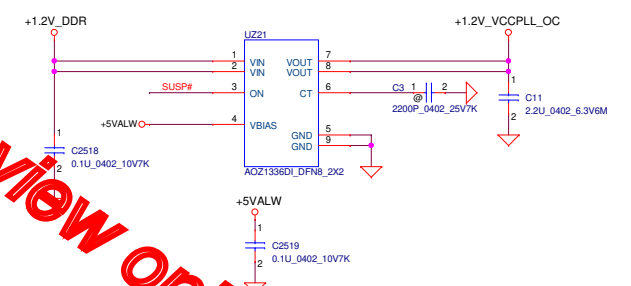 +1.2V_DDR
+1.2V_VCCPLL_OC
UZ21
1 VIN VOUT 7
2 VIN VOUT 8
SUSP# 3 ON CT 6 C3 1 2
@
2200P_0402_25V7K
1
C11
2.2U_0402_6.3V6M
2
+5VALW 4 VBIAS
GND 5
GND 9
AOZ1336DI_DFN8_2X2
1
C2518
0.1U_0402_10V7K
2
+5VALW
1
C2519
0.1U_0402_10V7K
2
view on